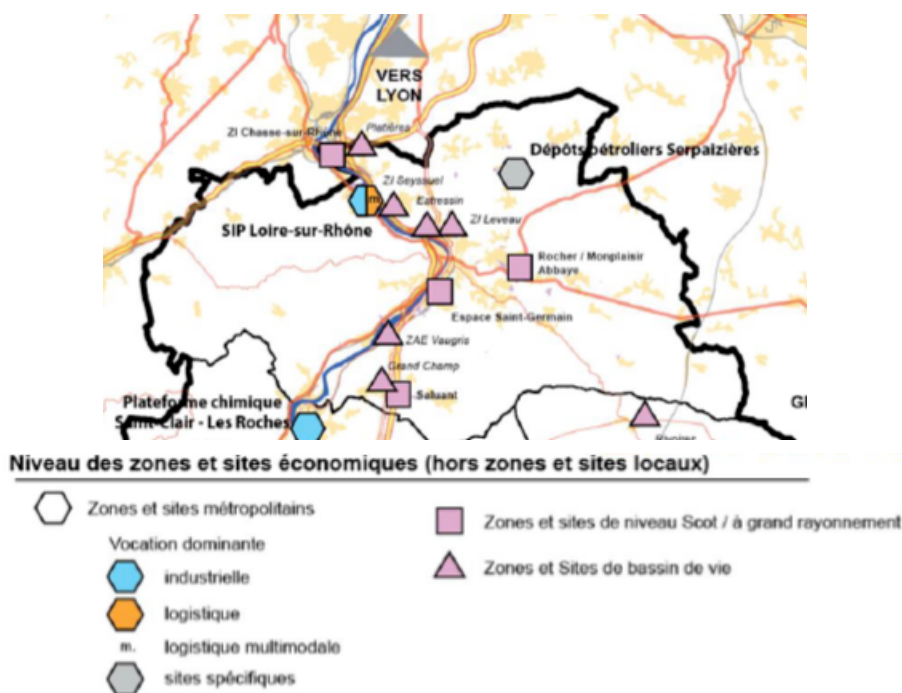 VERS
LYON
Platières
ZI Chasse-sur-Rhône
Dépôts pétroliers Serpaizières
ZI Seyssuel
m.
Estressin
ZI Leveau
SIP Loire-sur-Rhône
Rocher / Monplaisir
Abbaye
Espace Saint-Germain
ZAE Vaugris
Grand Champ
Saluant
Plateforme chimique
Saint-Clair - Les Roches
Niveau des zones et sites économiques (hors zones et sites locaux)
Zones et sites métropolitains
Zones et sites de niveau Scot / à grand rayonnement
Vocation dominante
Zones et Sites de bassin de vie
industrielle
logistique
m. logistique multimodale
sites spécifiques